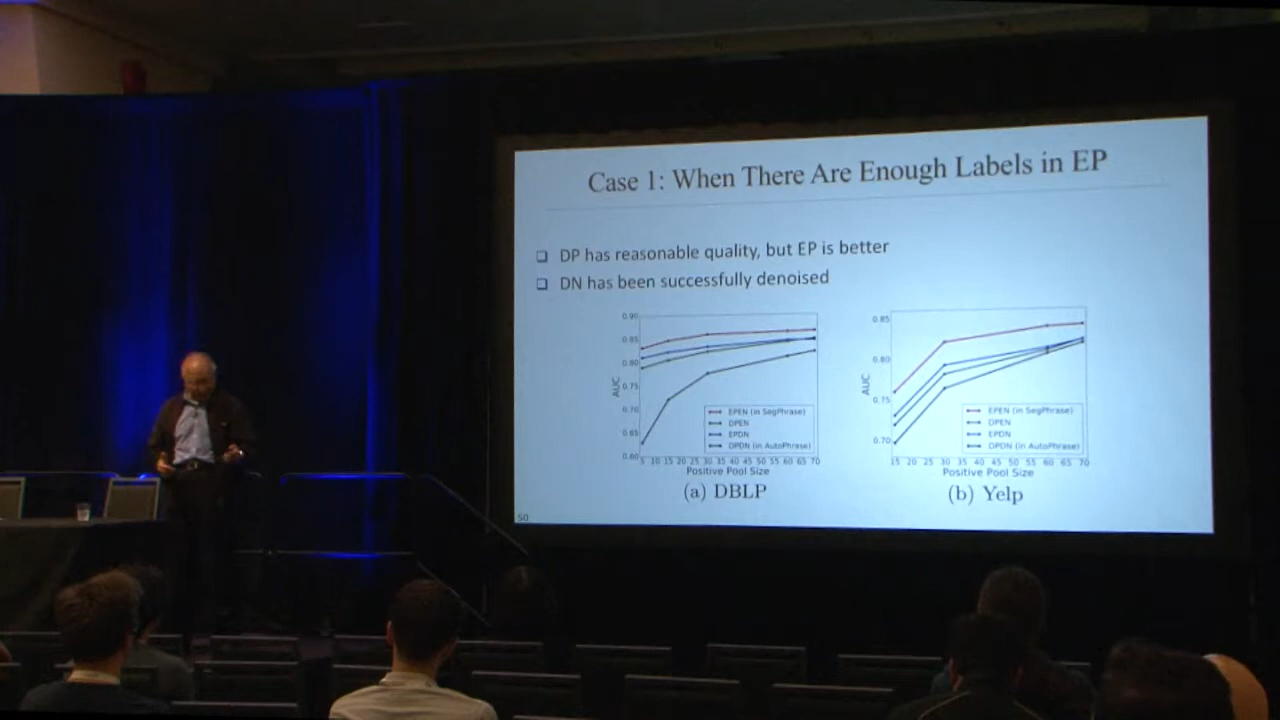 Case 1: When There Are Enough Labels in EP
❑ DP has reasonable quality, but EP is better
❑ DN has been successfully denoised
0.90
0.85
0.80
0.75
0.70
0.65
0.60
AUC
EPEN (in SegPhrase)
DPEN
EPDN
DPDN (in AutoPhrase)
5 10 15 20 25 30 35 40 45 50 55 60 65 70
Positive Pool Size
(a) DBLP
0.85
0.80
0.75
0.70
AUC
EPEN (in SegPhrase)
DPEN
EPDN
DPDN (in AutoPhrase)
15 20 25 30 35 40 45 50 55 60 65 70
Positive Pool Size
(b) Yelp
50